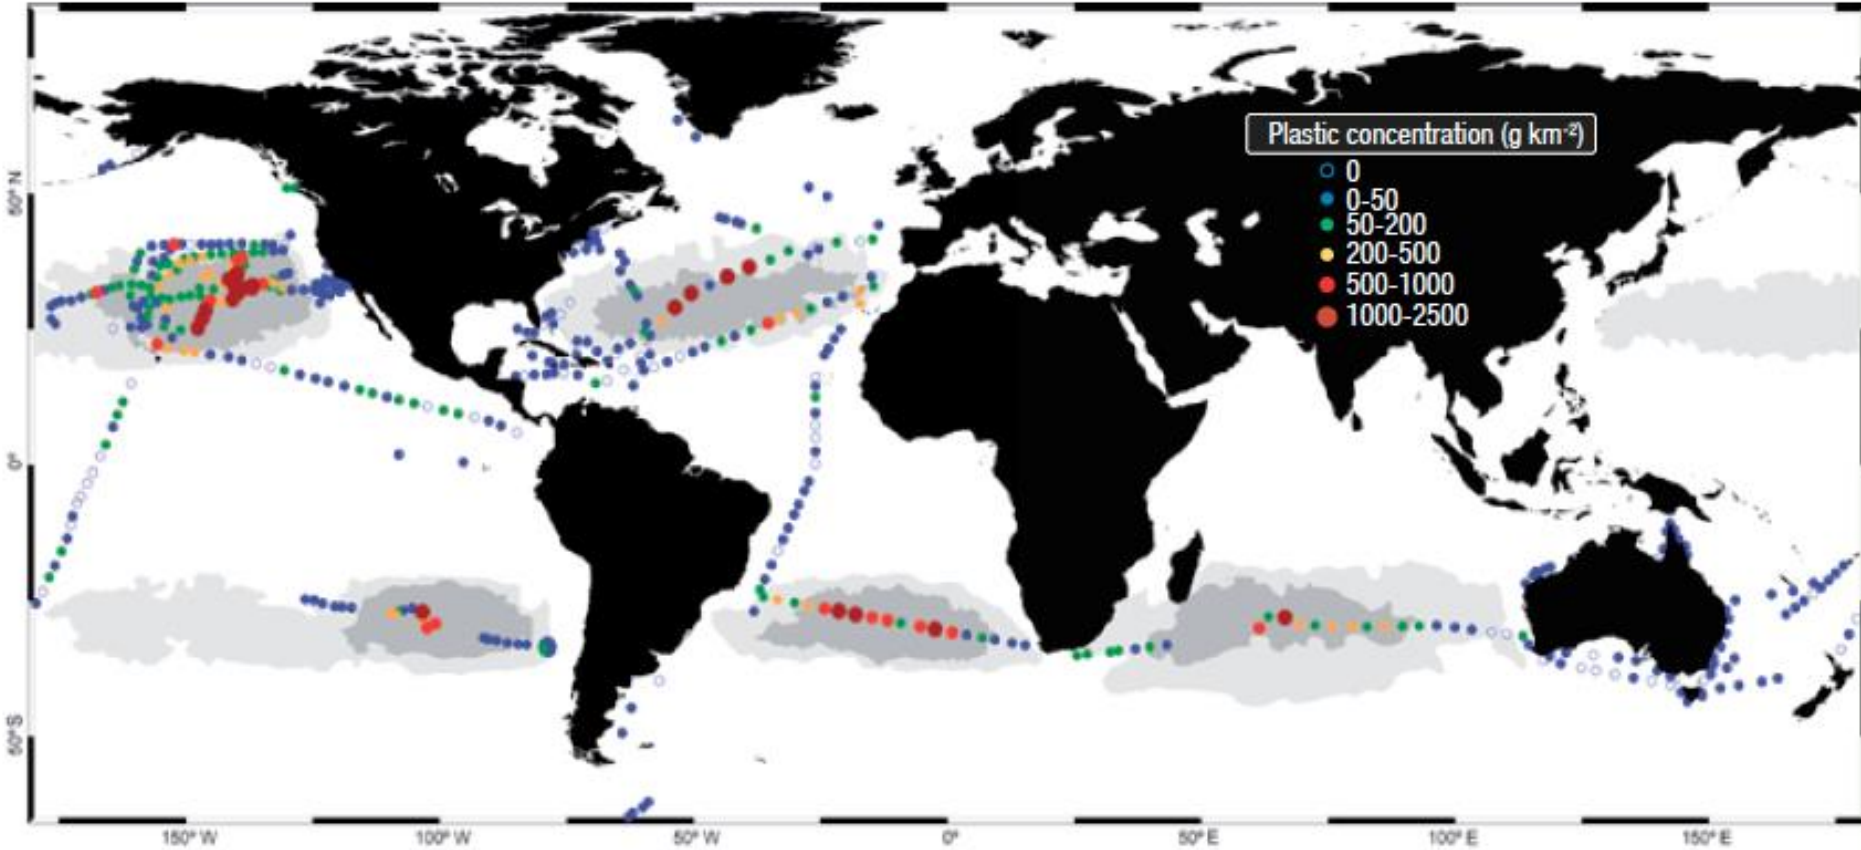 Plastic concentration (g km⁻²)
0
0-50
50-200
200-500
500-1000
1000-2500
50° N
0°
50° S
150° W
100° W
50° W
0°
50° E
100° E
150° E